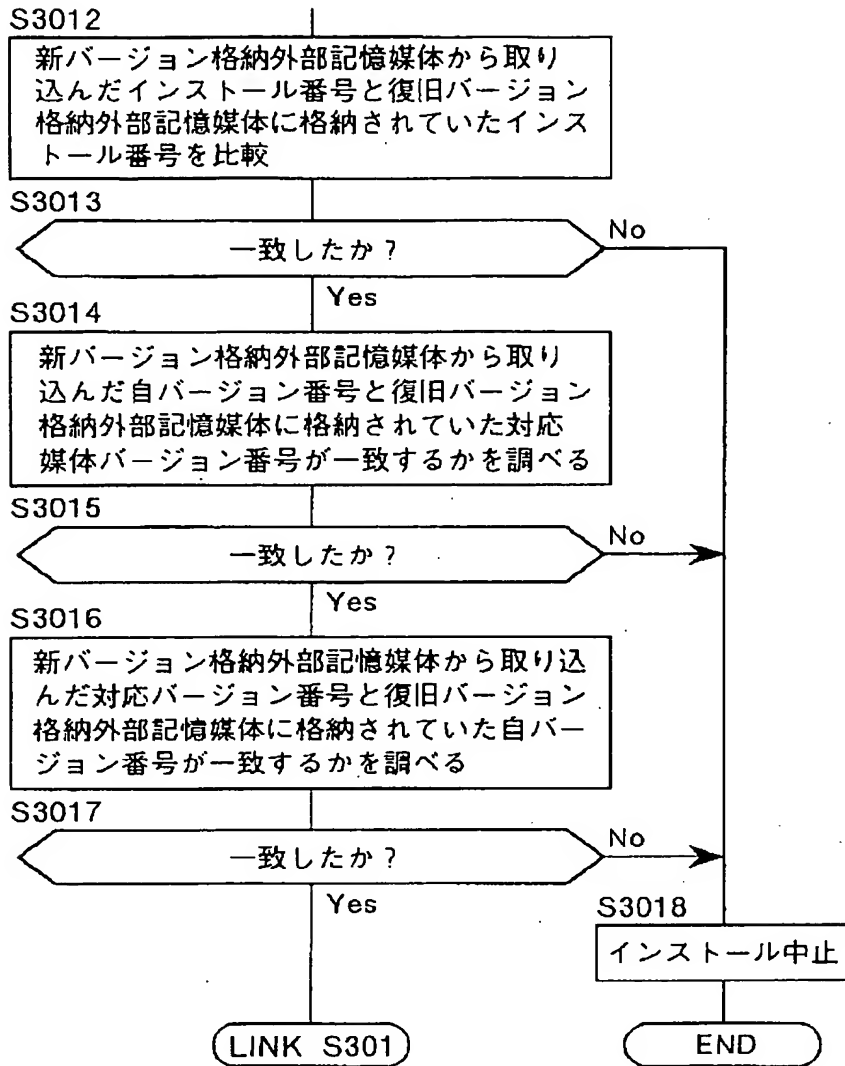 S3012
新バージョン格納外部記憶媒体から取り
込んだインストール番号と復旧バージョン
格納外部記憶媒体に格納されていたインス
トール番号を比較
S3013
一致したか?
No
Yes
S3014
新バージョン格納外部記憶媒体から取り
込んだ自バージョン番号と復旧バージョン
格納外部記憶媒体に格納されていた対応
媒体バージョン番号が一致するかを調べる
S3015
一致したか?
No
Yes
S3016
新バージョン格納外部記憶媒体から取り込
んだ対応バージョン番号と復旧バージョン
格納外部記憶媒体に格納されていた自バー
ジョン番号が一致するかを調べる
S3017
一致したか?
No
Yes
S3018
インストール中止
LINK S301
END